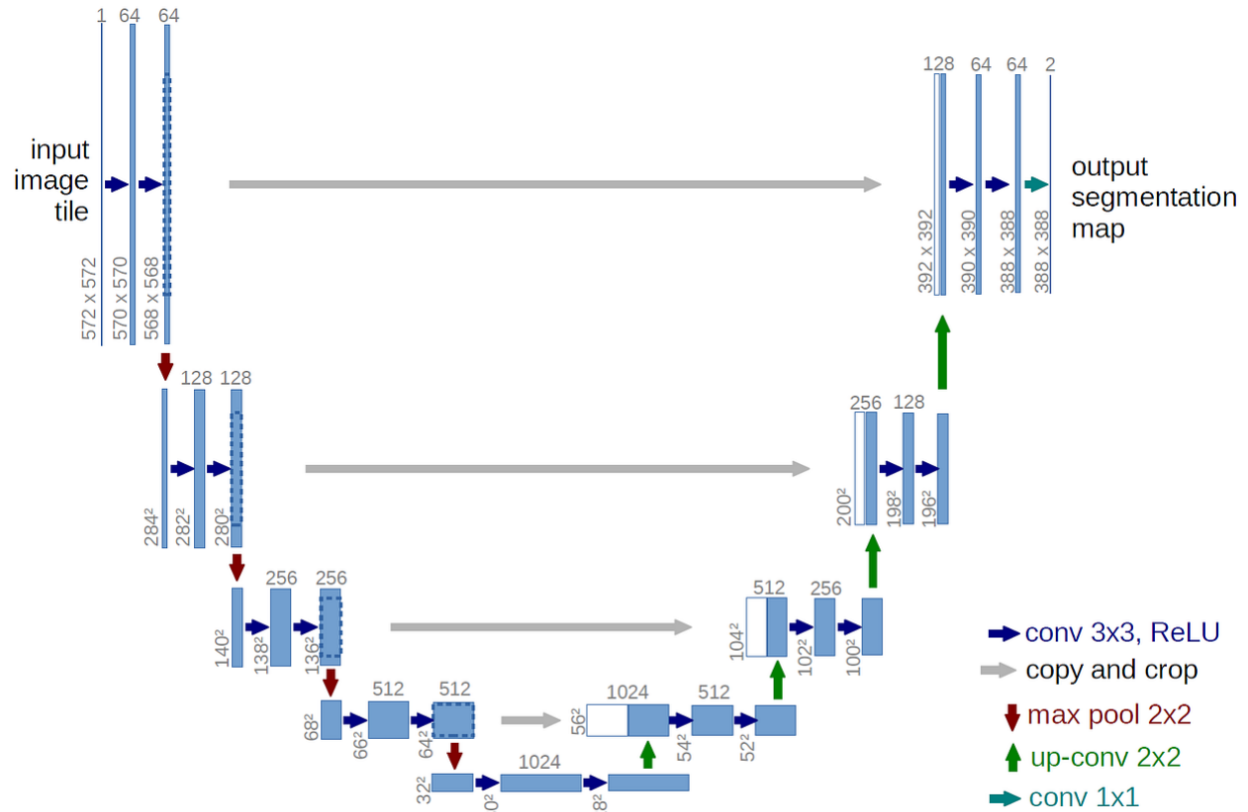 1 64 64
input
image
tile
572 x 572
570 x 570
568 x 568
128 64 64 2
output
segmentation
map
392 x 392
390 x 390
388 x 388
388 x 388
128 128
284²
282²
280²
256 128
200²
198²
196²
256 256
140²
138²
136²
512 256
104²
102²
100²
512 512
68²
66²
64²
1024 512
56²
54²
52²
1024
32²
0²
8²
conv 3x3, ReLU
copy and crop
max pool 2x2
up-conv 2x2
conv 1x1